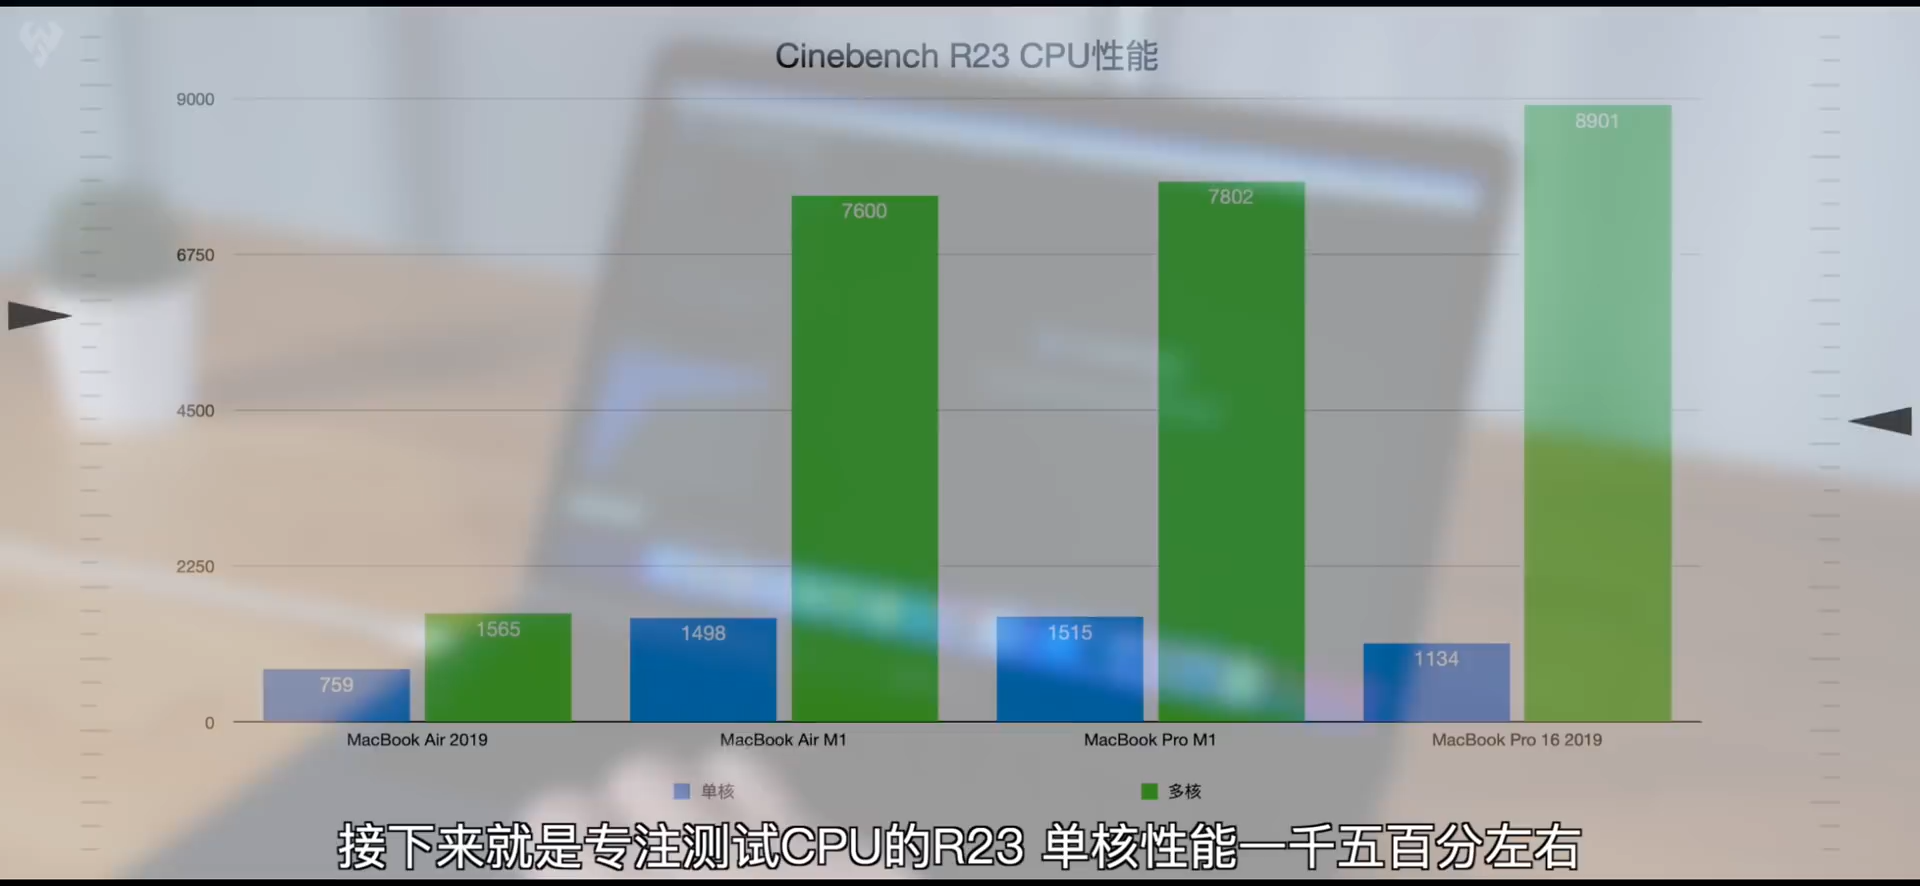 Cinebench R23 CPU性能
9000
6750
4500
2250
0
759
1565
1498
7600
1515
7802
1134
8901
MacBook Air 2019
MacBook Air M1
MacBook Pro M1
MacBook Pro 16 2019
单核
多核
接下来就是专注测试CPU的R23 单核性能一千五百分左右